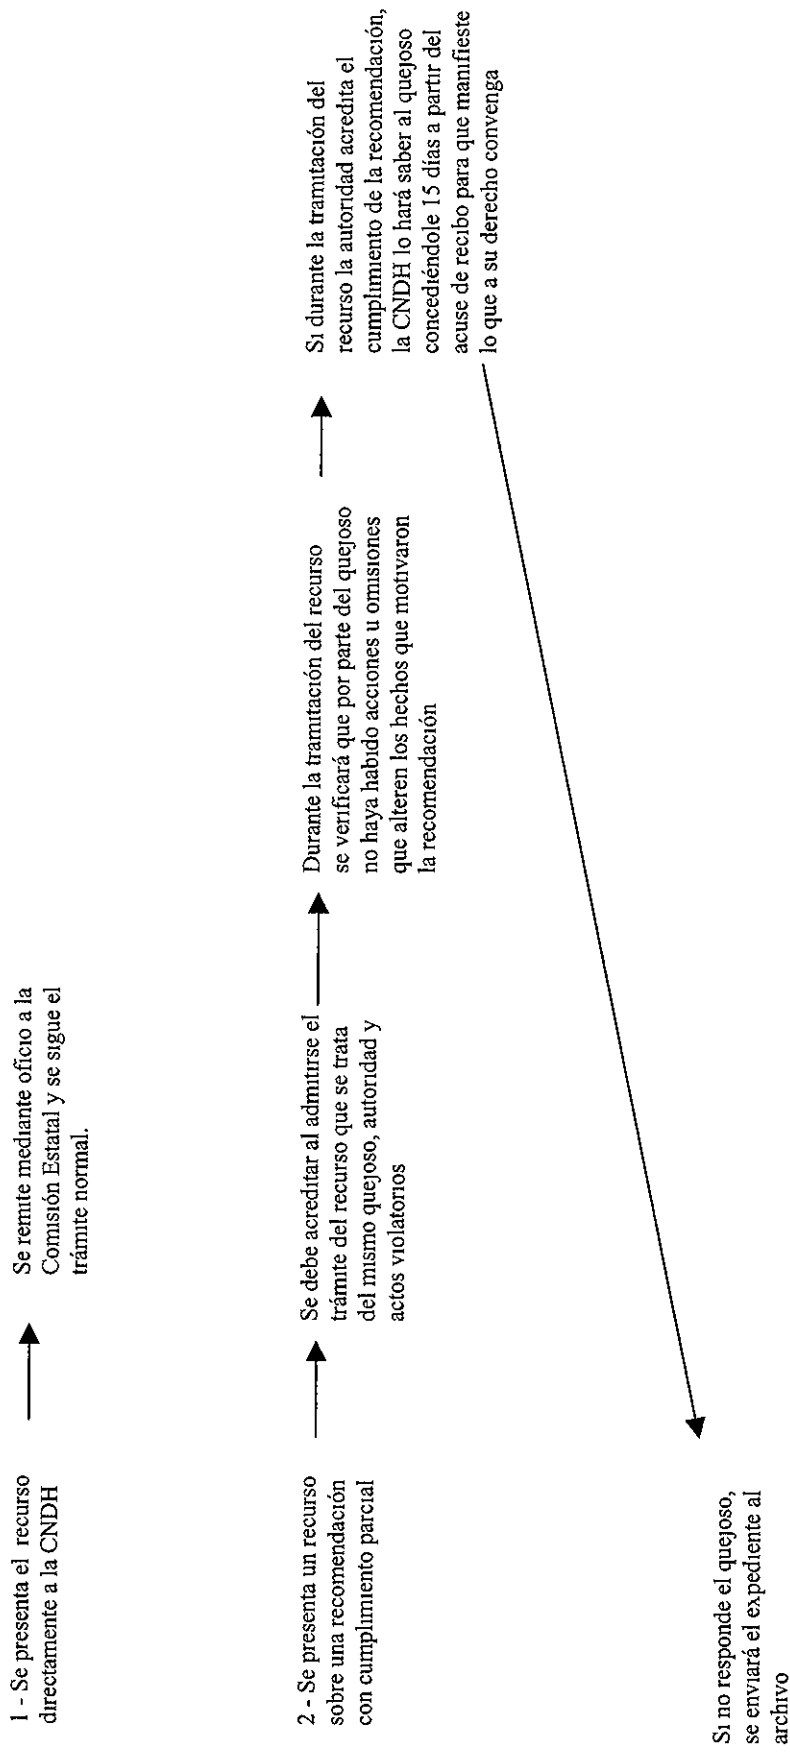 1 - Se presenta el recurso
directamente a la CNDH
Se remite mediante oficio a la
Comisión Estatal y se sigue el
trámite normal.
2 - Se presenta un recurso
sobre una recomendación
con cumplimiento parcial
Se debe acreditar al admitirse el
trámite del recurso que se trata
del mismo quejoso, autoridad y
actos violatorios
Durante la tramitación del recurso
se verificará que por parte del quejoso
no haya habido acciones u omisiones
que alteren los hechos que motivaron
la recomendación
Si durante la tramitación del
recurso la autoridad acredita el
cumplimiento de la recomendación,
la CNDH lo hará saber al quejoso
concediéndole 15 días a partir del
acuse de recibo para que manifieste
lo que a su derecho convenga
Si no responde el quejoso,
se enviará el expediente al
archivo